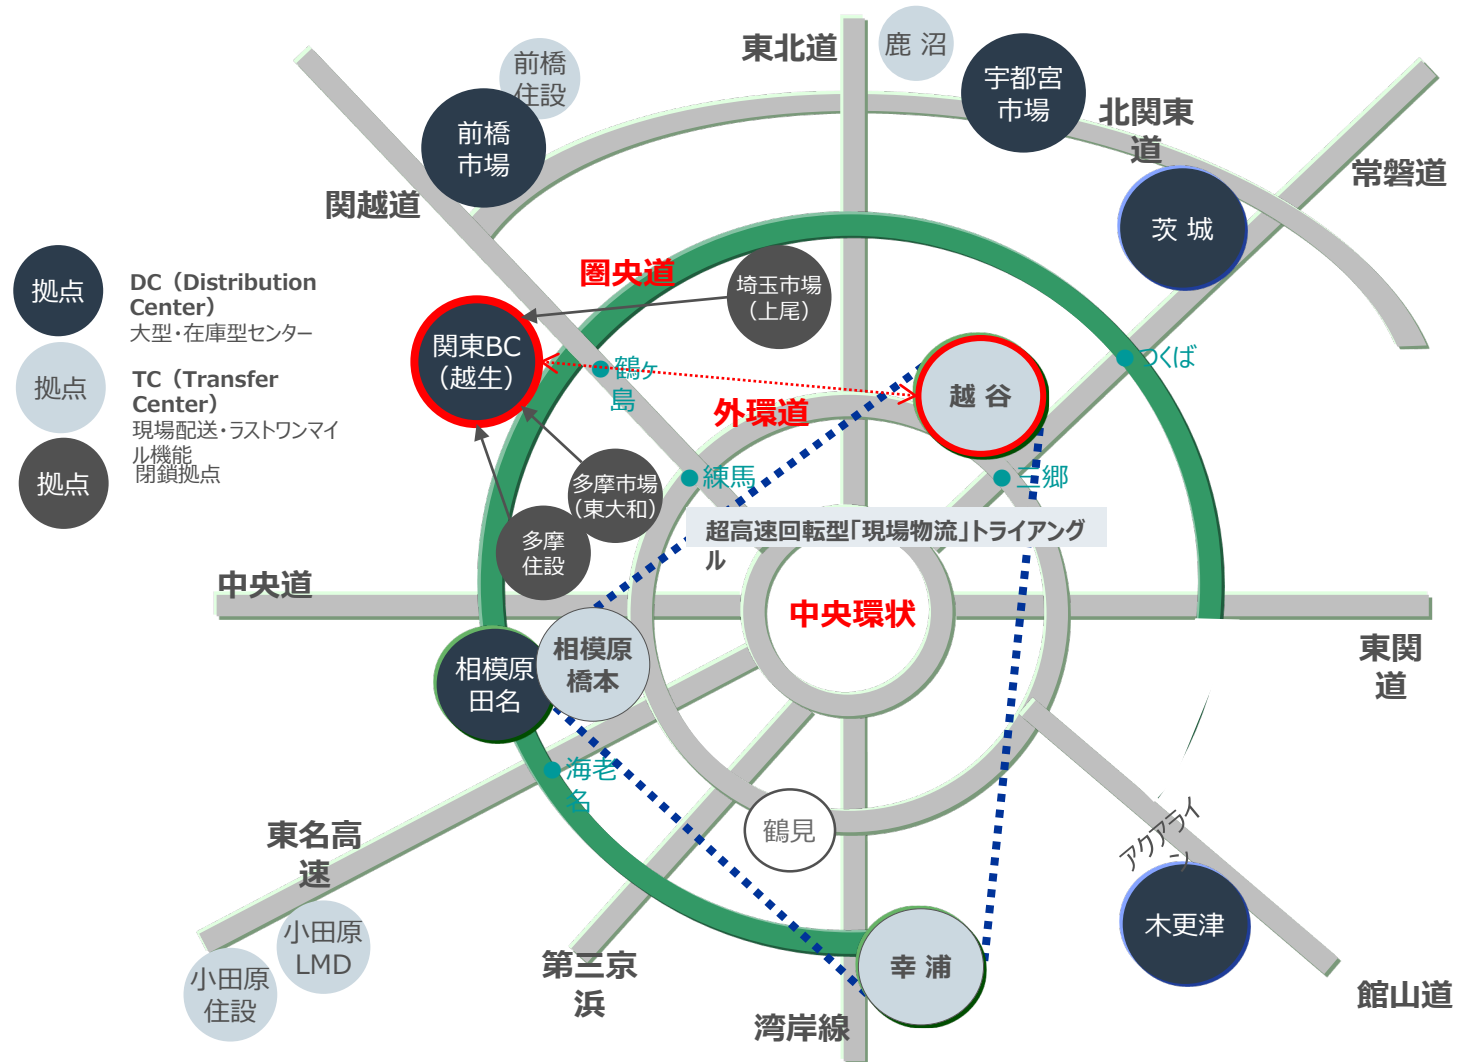 東北道
鹿 沼
前橋
住設
宇都宮
市場
北関東
道
前橋
市場
常磐道
関越道
茨 城
拠点
DC（Distribution
Center）
大型・在庫型センター
圏央道
埼玉市場
（上尾）
関東BC
（越生）
鶴ヶ
島
つくば
拠点
TC（Transfer
Center）
現場配送・ラストワンマイ
ル機能
越 谷
外環道
拠点
閉鎖拠点
練馬
三郷
多摩市場
（東大和）
超高速回転型「現場物流」トライアング
ル
多摩
住設
中央道
中央環状
相模原
橋本
東関
道
相模原
田名
海老
名
鶴見
東名高
速
アクアライ
ン
木更津
小田原
LMD
小田原
住設
第三京
浜
幸 浦
館山道
湾岸線